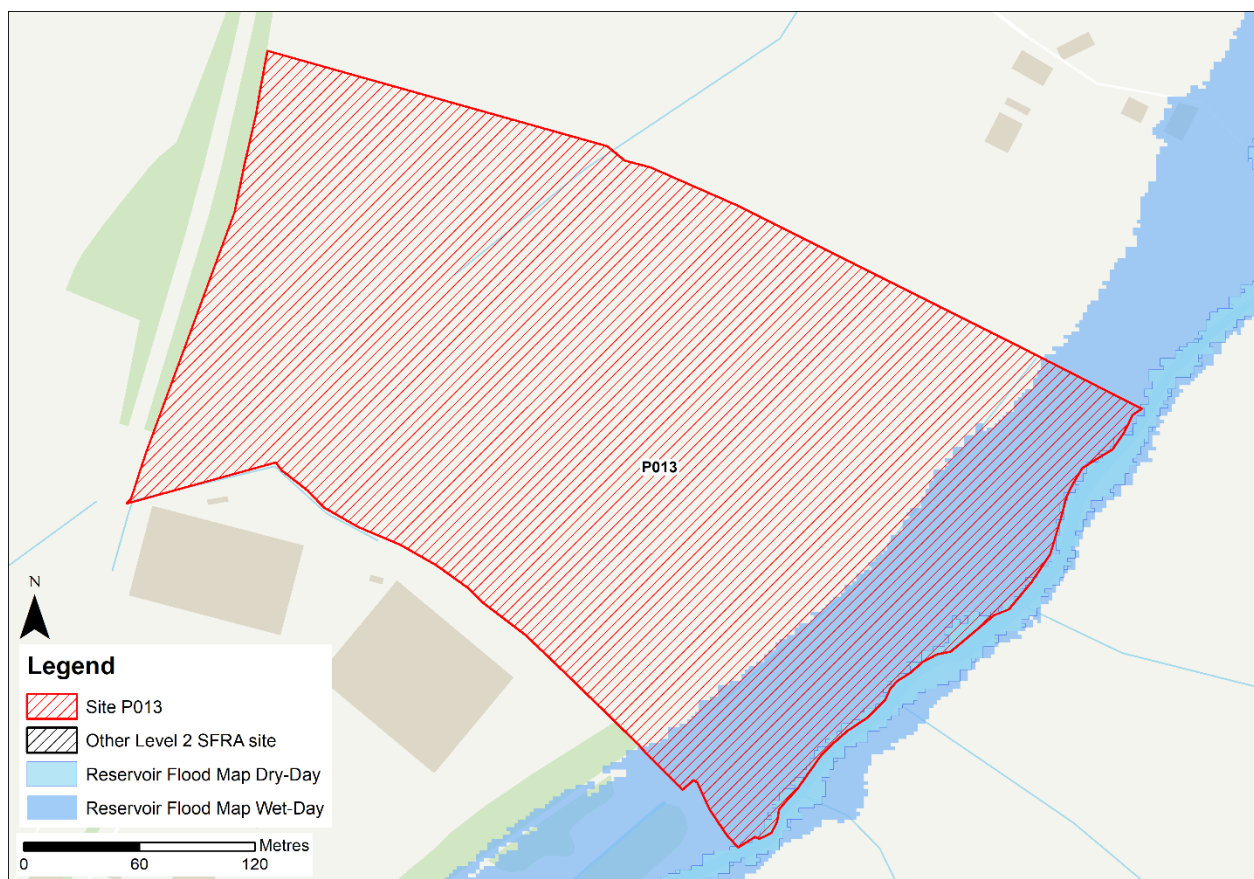 P013
N
Legend
Site P013
Other Level 2 SFRA site
Reservoir Flood Map Dry-Day
Reservoir Flood Map Wet-Day
Metres
0 60 120